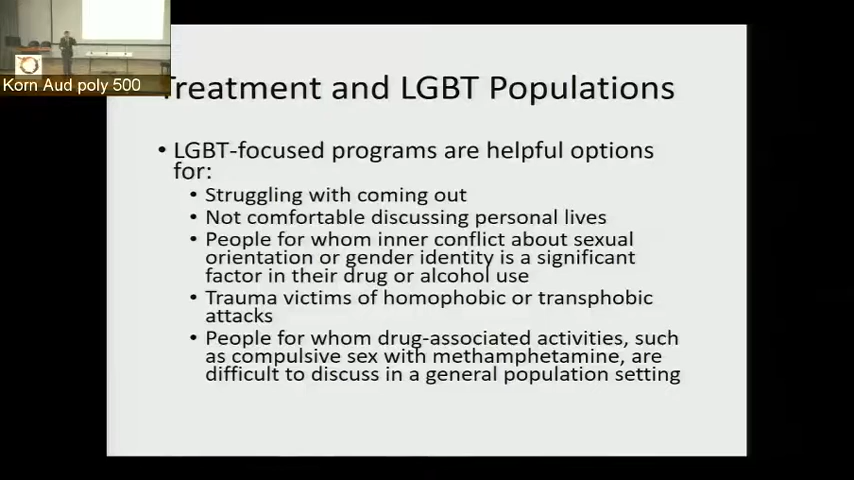 Korn Aud poly 500
Treatment and LGBT Populations
• LGBT-focused programs are helpful options
for:
• Struggling with coming out
• Not comfortable discussing personal lives
• People for whom inner conflict about sexual
orientation or gender identity is a significant
factor in their drug or alcohol use
• Trauma victims of homophobic or transphobic
attacks
• People for whom drug-associated activities, such
as compulsive sex with methamphetamine, are
difficult to discuss in a general population setting